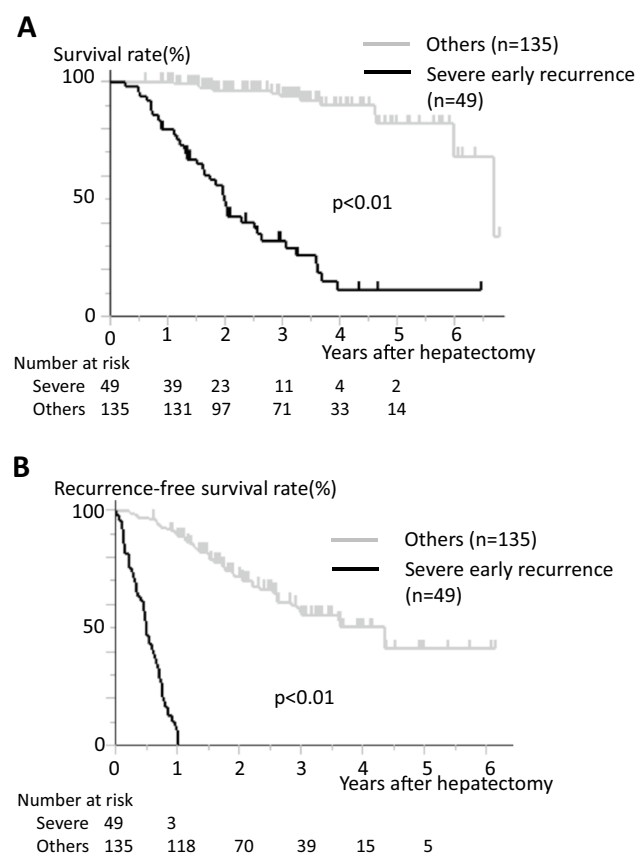 A
Survival rate(%)
Others (n=135)
Severe early recurrence
(n=49)
100
50
p<0.01
0
0 1 2 3 4 5 6
Years after hepatectomy
Number at risk
Severe 49 39 23 11 4 2
Others 135 131 97 71 33 14
B
Recurrence-free survival rate(%)
100
Others (n=135)
Severe early recurrence
(n=49)
50
p<0.01
0
0 1 2 3 4 5 6
Years after hepatectomy
Number at risk
Severe 49 3
Others 135 118 70 39 15 5